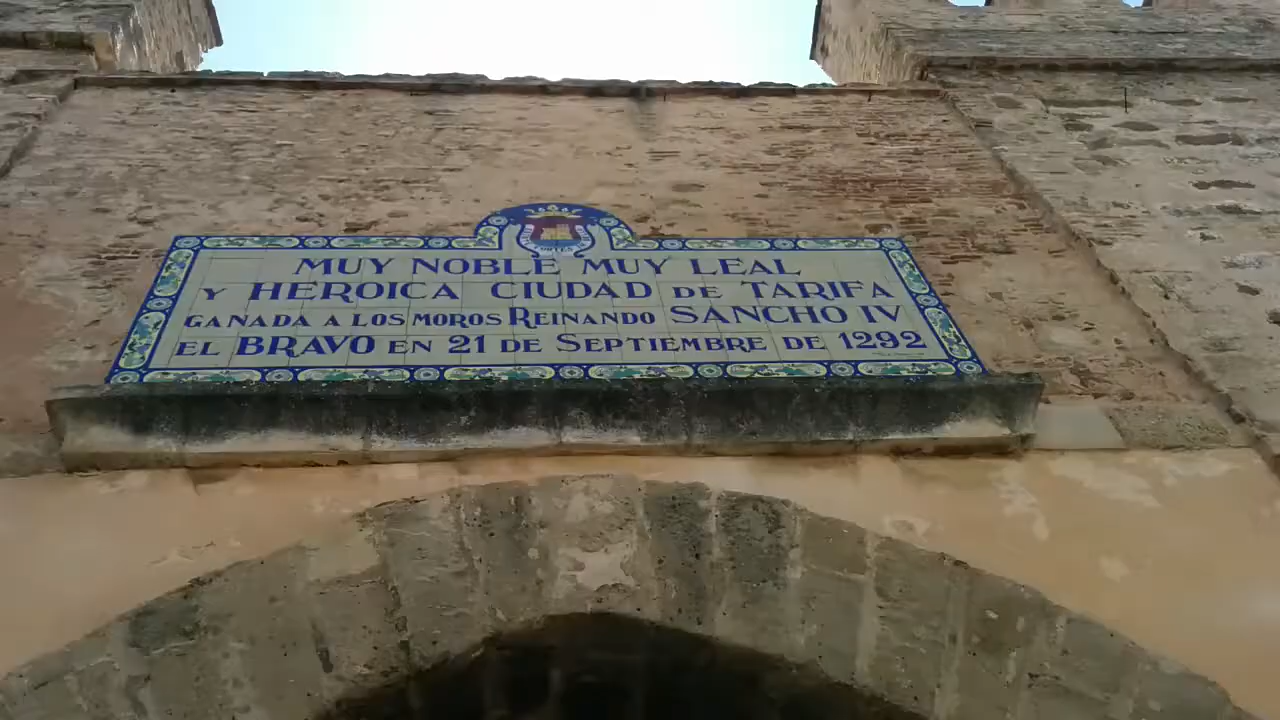 MUY NOBLE MUY LEAL
Y HEROICA CIUDAD DE TARIFA
GANADA A LOS MOROS REINANDO SANCHO IV
EL BRAVO EN 21 DE SEPTIEMBRE DE 1292